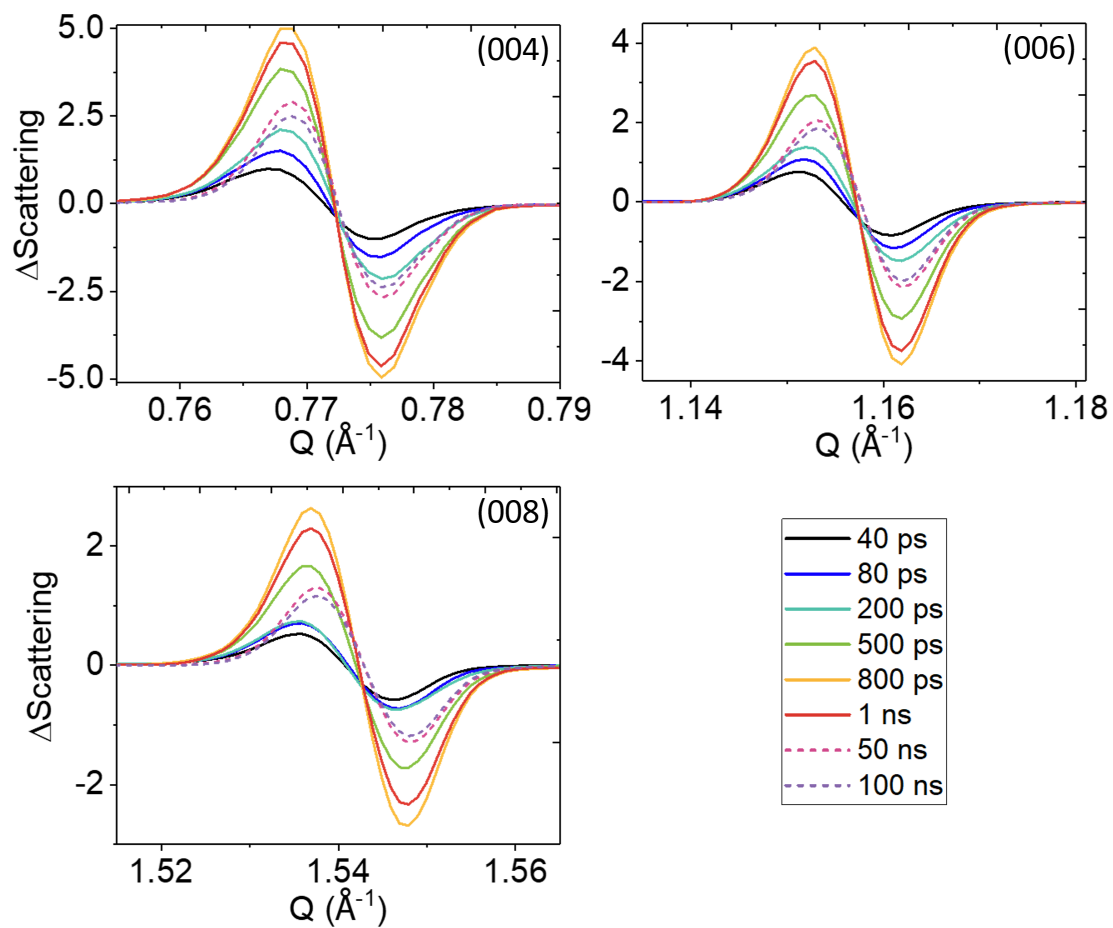 (004)
5.0
2.5
0.0
-2.5
-5.0
ΔScattering
0.76 0.77 0.78 0.79
Q (Å⁻¹)
(006)
4
2
0
-2
-4
1.14 1.16 1.18
Q (Å⁻¹)
(008)
2
0
-2
ΔScattering
1.52 1.54 1.56
Q (Å⁻¹)
40 ps
80 ps
200 ps
500 ps
800 ps
1 ns
50 ns
100 ns